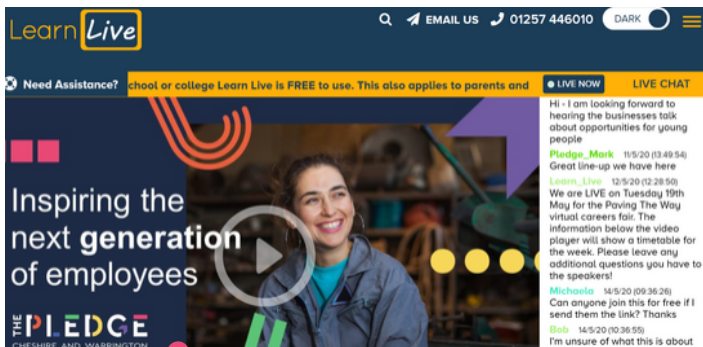 Learn Live
EMAIL US 01257 446010 DARK
Need Assistance? chool or college Learn Live is FREE to use. This also applies to parents and LIVE NOW LIVE CHAT
Inspiring the
next generation
of employees
THE PLEDGE
CHESHIRE AND WARRINGTON
Hi - I am looking forward to
hearing the businesses talk
about opportunities for young
people
Pledge_Mark 11/5/20 (13:49:54)
Great line-up we have here
Learn_Live 12/5/20 (12:28:50)
We are LIVE on Tuesday 19th
May for the Paving The Way
virtual careers fair. The
information below the video
player will show a timetable for
the week. Please leave any
additional questions you have to
the speakers!
Michaela 14/5/20 (09:36:26)
Can anyone join this for free if I
send them the link? Thanks
Bob 14/5/20 (10:36:55)
I'm unsure of what this is about